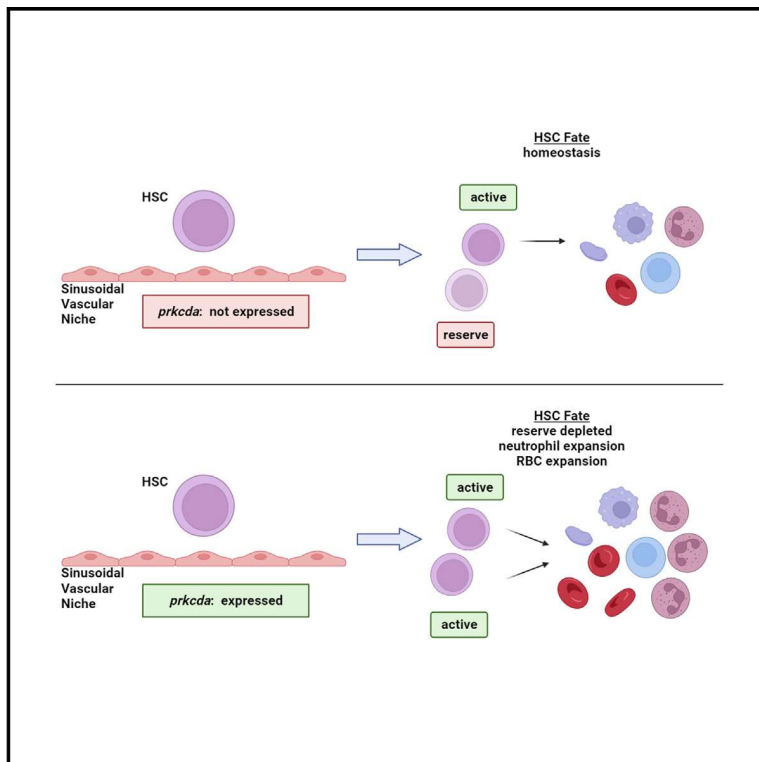 HSC Fate
homeostasis
HSC
active
Sinusoidal
Vascular
Niche
prkcda: not expressed
reserve
HSC Fate
reserve depleted
neutrophil expansion
RBC expansion
HSC
active
Sinusoidal
Vascular
Niche
prkcda: expressed
active